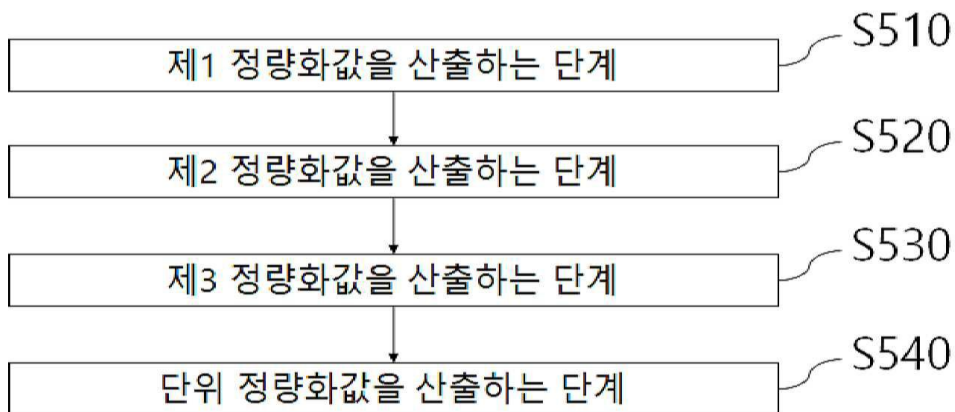 S510
제1 정량화값을 산출하는 단계
S520
제2 정량화값을 산출하는 단계
S530
제3 정량화값을 산출하는 단계
S540
단위 정량화값을 산출하는 단계